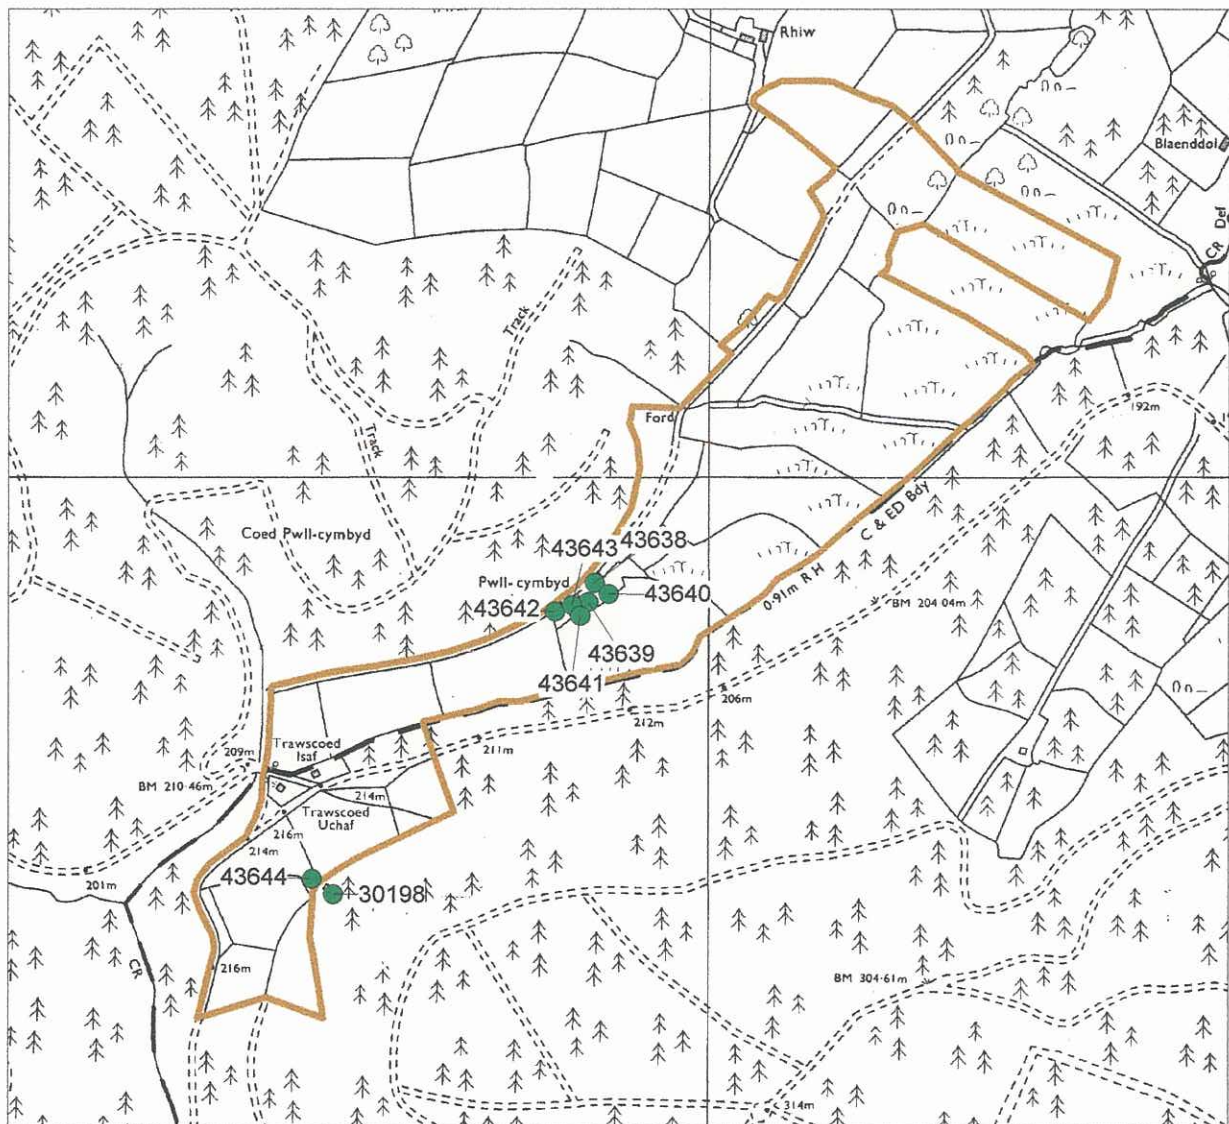 Rhiw
Blaenddol
CR
Def
Track
Track
192m
Ford
Coed Pwll-cymbyd
C & ED Bdy
43643
43638
Pwll-cymbyd
43640
43642
0·91m RH
BM 204·04m
43639
43641
206m
212m
211m
209m
Trawscoed
Isaf
BM 210·46m
214m
Trawscoed
Uchaf
216m
214m
201m
43644
30198
CR
216m
BM 304·61m
314m